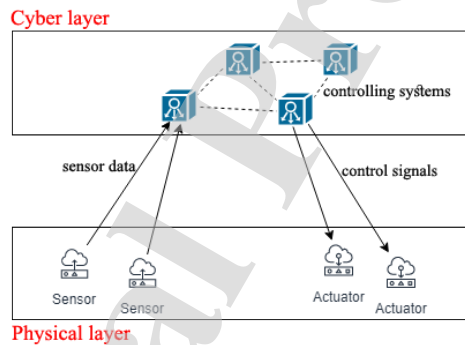 Cyber layer
controlling systems
sensor data
control signals
Sensor
Sensor
Actuator
Actuator
Physical layer